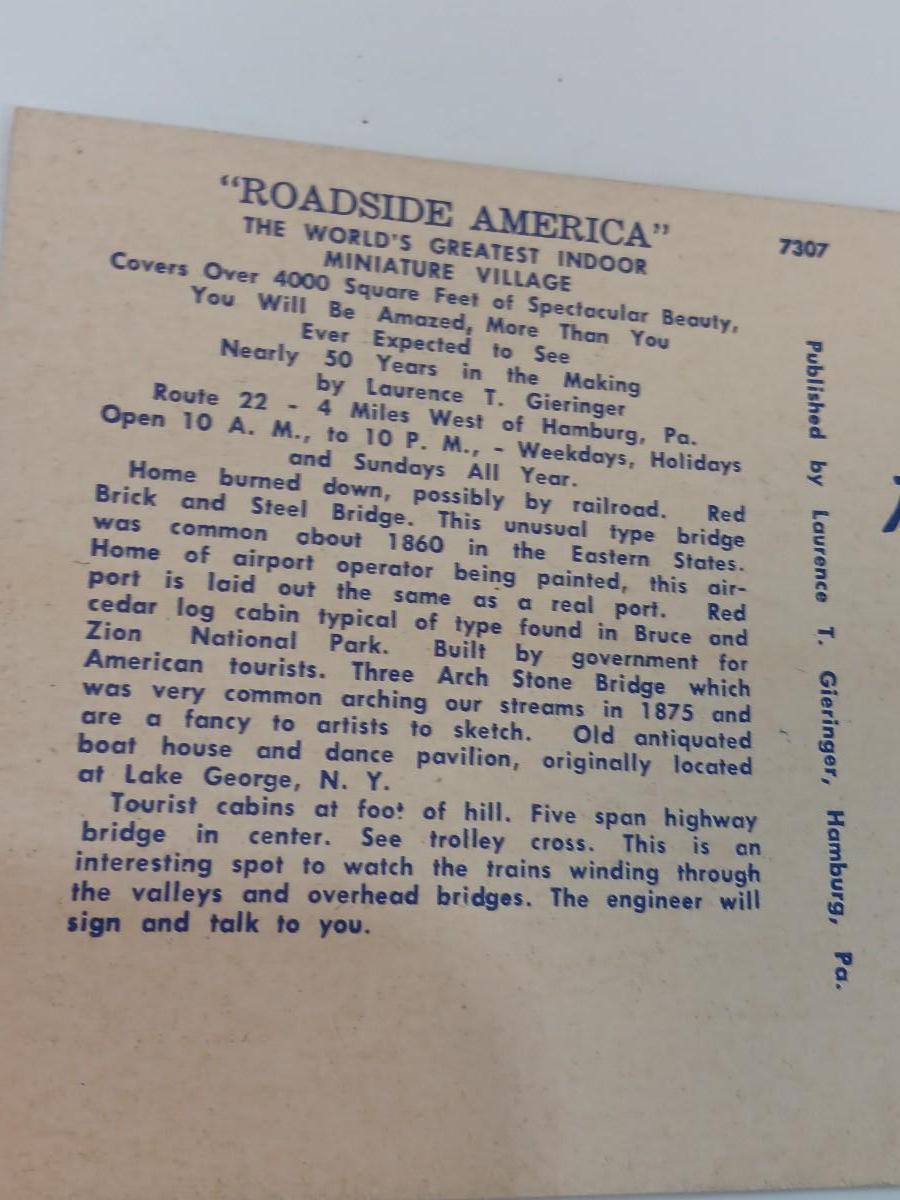 "ROADSIDE AMERICA"
7307
THE WORLD'S GREATEST INDOOR
MINIATURE VILLAGE
Covers Over 4000 Square Feet of Spectacular Beauty,
You Will Be Amazed, More Than You
Ever Expected to See
Nearly 50 Years in the Making
by Laurence T. Gieringer
Route 22 - 4 Miles West of Hamburg, Pa.
Open 10 A. M., to 10 P. M., - Weekdays, Holidays
and Sundays All Year.
Home burned down, possibly by railroad. Red
Brick and Steel Bridge. This unusual type bridge
was common about 1860 in the Eastern States.
Home of airport operator being painted, this air-
port is laid out the same as a real port. Red
cedar log cabin typical of type found in Bruce and
Zion National Park. Built by government for
American tourists. Three Arch Stone Bridge which
was very common arching our streams in 1875 and
are a fancy to artists to sketch. Old antiquated
boat house and dance pavilion, originally located
at Lake George, N. Y.
Tourist cabins at foot of hill. Five span highway
bridge in center. See trolley cross. This is an
interesting spot to watch the trains winding through
the valleys and overhead bridges. The engineer will
sign and talk to you.
Published by Laurence T. Gieringer, Hamburg, Pa.